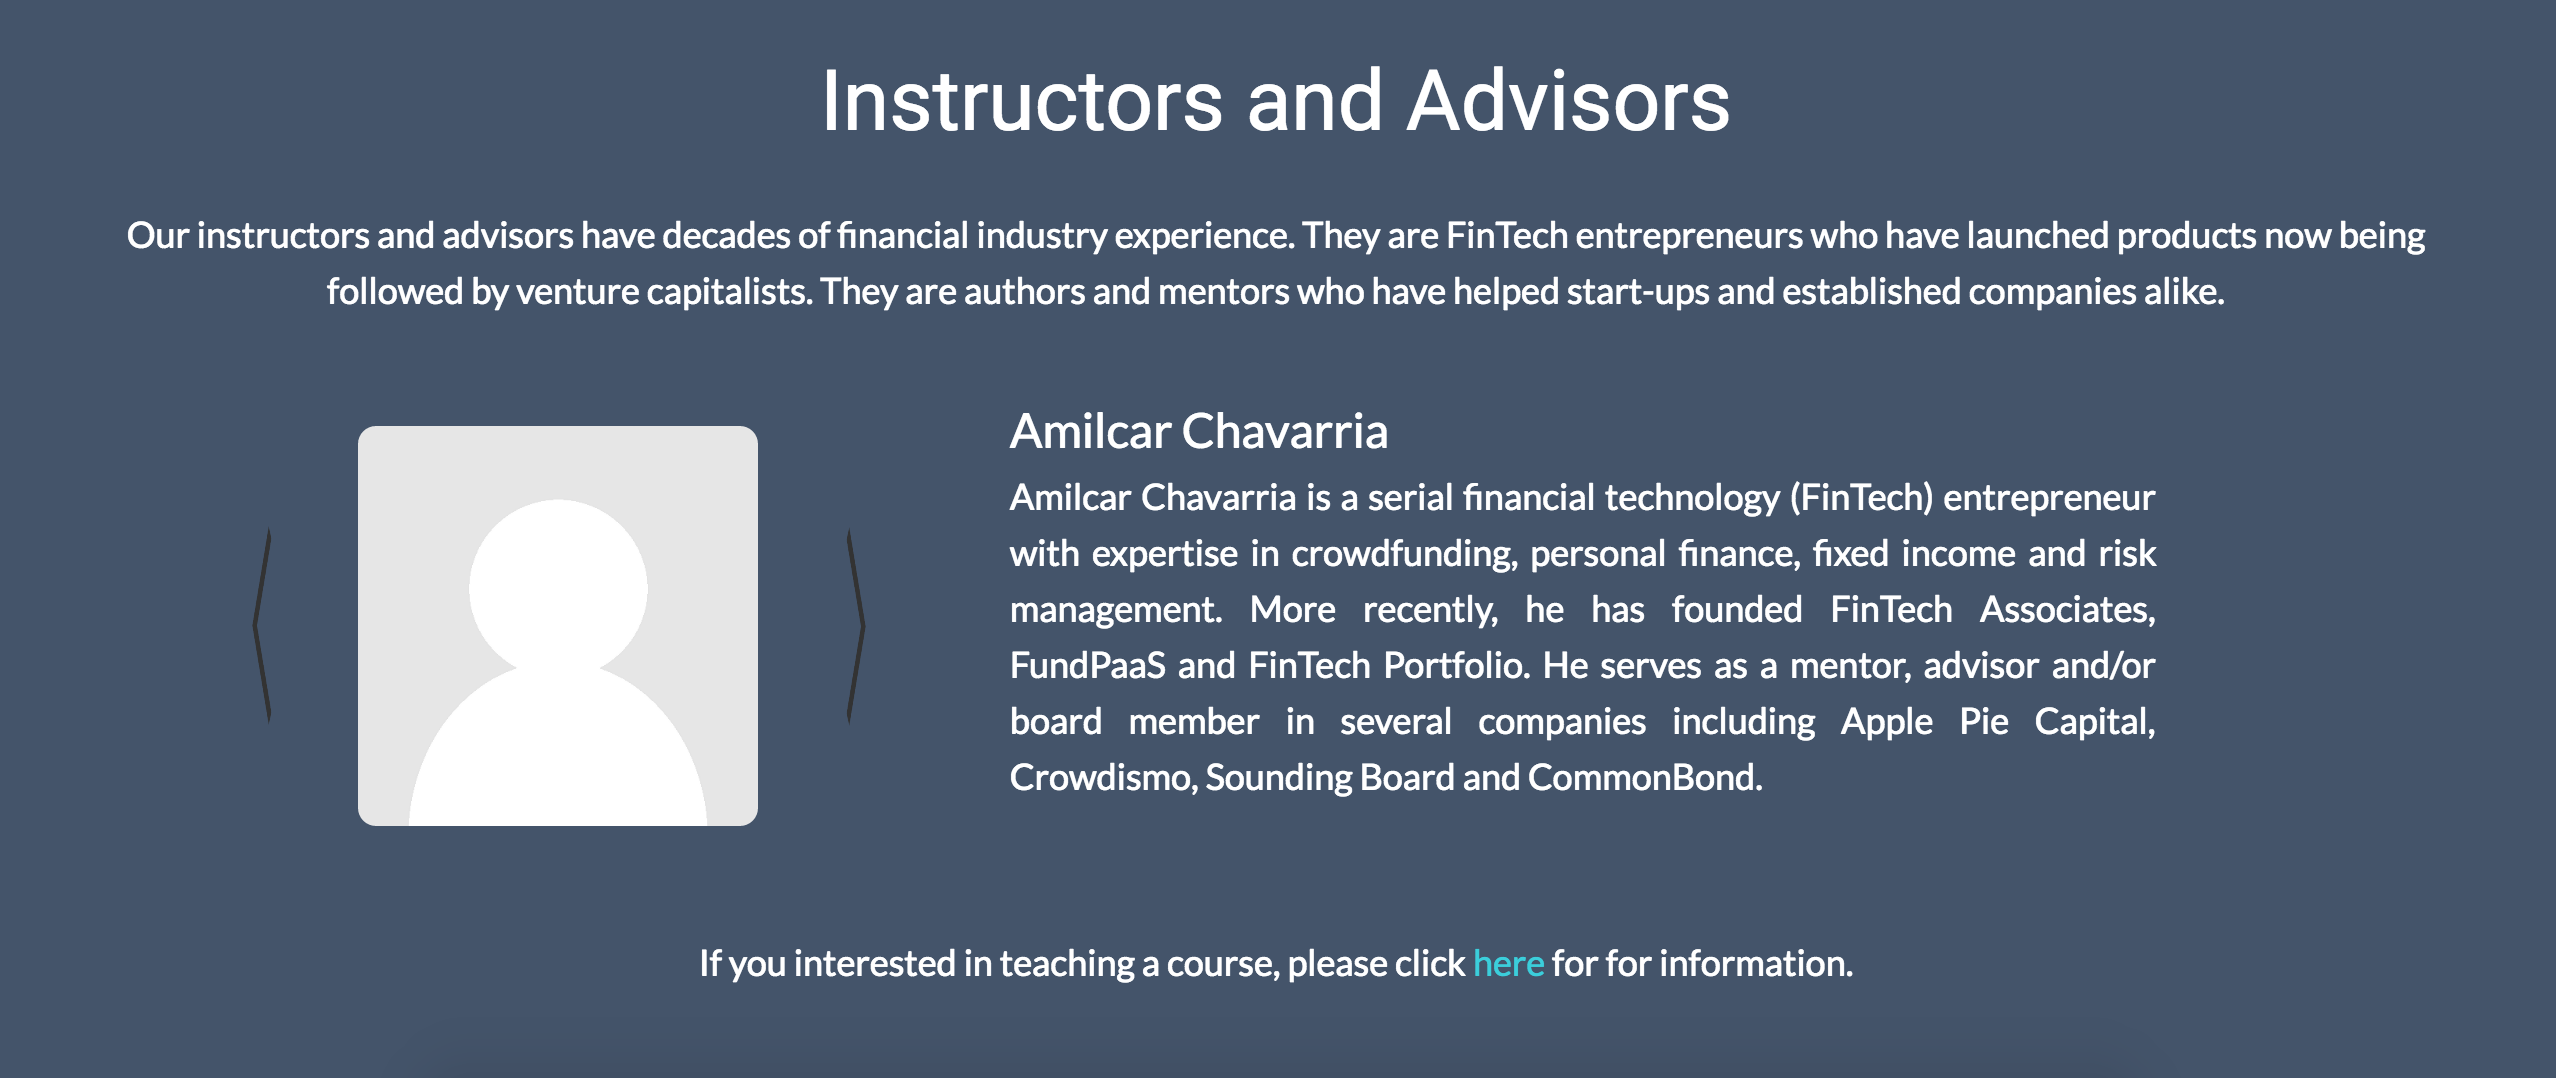 Instructors and Advisors
Our instructors and advisors have decades of financial industry experience. They are FinTech entrepreneurs who have launched products now being
followed by venture capitalists. They are authors and mentors who have helped start-ups and established companies alike.
Amilcar Chavarria
Amilcar Chavarria is a serial financial technology (FinTech) entrepreneur
with expertise in crowdfunding, personal finance, fixed income and risk
management. More recently, he has founded FinTech Associates,
FundPaaS and FinTech Portfolio. He serves as a mentor, advisor and/or
board member in several companies including Apple Pie Capital,
Crowdismo, Sounding Board and CommonBond.
If you interested in teaching a course, please click here for for information.